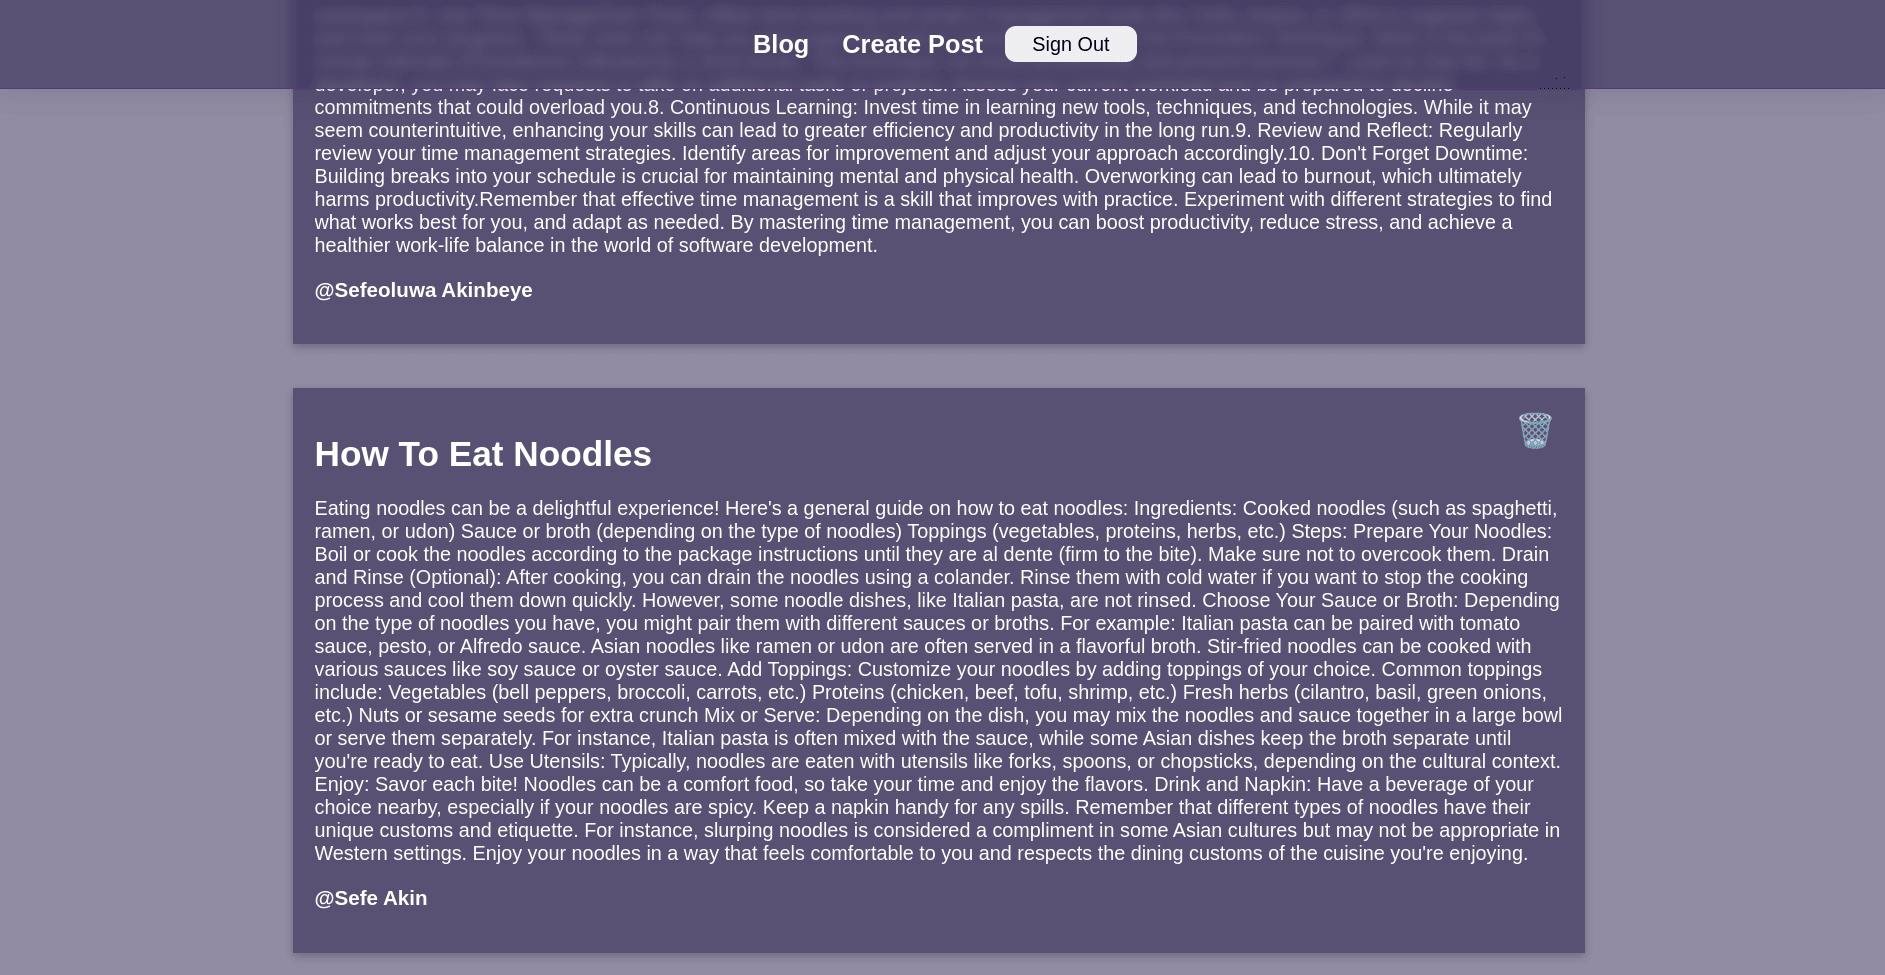 Blog Create Post Sign Out
developer, you may face requests to take on additional tasks or projects. Assess your current workload and be prepared to decline
commitments that could overload you.8. Continuous Learning: Invest time in learning new tools, techniques, and technologies. While it may
seem counterintuitive, enhancing your skills can lead to greater efficiency and productivity in the long run.9. Review and Reflect: Regularly
review your time management strategies. Identify areas for improvement and adjust your approach accordingly.10. Don't Forget Downtime:
Building breaks into your schedule is crucial for maintaining mental and physical health. Overworking can lead to burnout, which ultimately
harms productivity.Remember that effective time management is a skill that improves with practice. Experiment with different strategies to find
what works best for you, and adapt as needed. By mastering time management, you can boost productivity, reduce stress, and achieve a
healthier work-life balance in the world of software development.
@Sefeoluwa Akinbeye
How To Eat Noodles
Eating noodles can be a delightful experience! Here's a general guide on how to eat noodles: Ingredients: Cooked noodles (such as spaghetti,
ramen, or udon) Sauce or broth (depending on the type of noodles) Toppings (vegetables, proteins, herbs, etc.) Steps: Prepare Your Noodles:
Boil or cook the noodles according to the package instructions until they are al dente (firm to the bite). Make sure not to overcook them. Drain
and Rinse (Optional): After cooking, you can drain the noodles using a colander. Rinse them with cold water if you want to stop the cooking
process and cool them down quickly. However, some noodle dishes, like Italian pasta, are not rinsed. Choose Your Sauce or Broth: Depending
on the type of noodles you have, you might pair them with different sauces or broths. For example: Italian pasta can be paired with tomato
sauce, pesto, or Alfredo sauce. Asian noodles like ramen or udon are often served in a flavorful broth. Stir-fried noodles can be cooked with
various sauces like soy sauce or oyster sauce. Add Toppings: Customize your noodles by adding toppings of your choice. Common toppings
include: Vegetables (bell peppers, broccoli, carrots, etc.) Proteins (chicken, beef, tofu, shrimp, etc.) Fresh herbs (cilantro, basil, green onions,
etc.) Nuts or sesame seeds for extra crunch Mix or Serve: Depending on the dish, you may mix the noodles and sauce together in a large bowl
or serve them separately. For instance, Italian pasta is often mixed with the sauce, while some Asian dishes keep the broth separate until
you're ready to eat. Use Utensils: Typically, noodles are eaten with utensils like forks, spoons, or chopsticks, depending on the cultural context.
Enjoy: Savor each bite! Noodles can be a comfort food, so take your time and enjoy the flavors. Drink and Napkin: Have a beverage of your
choice nearby, especially if your noodles are spicy. Keep a napkin handy for any spills. Remember that different types of noodles have their
unique customs and etiquette. For instance, slurping noodles is considered a compliment in some Asian cultures but may not be appropriate in
Western settings. Enjoy your noodles in a way that feels comfortable to you and respects the dining customs of the cuisine you're enjoying.
@Sefe Akin